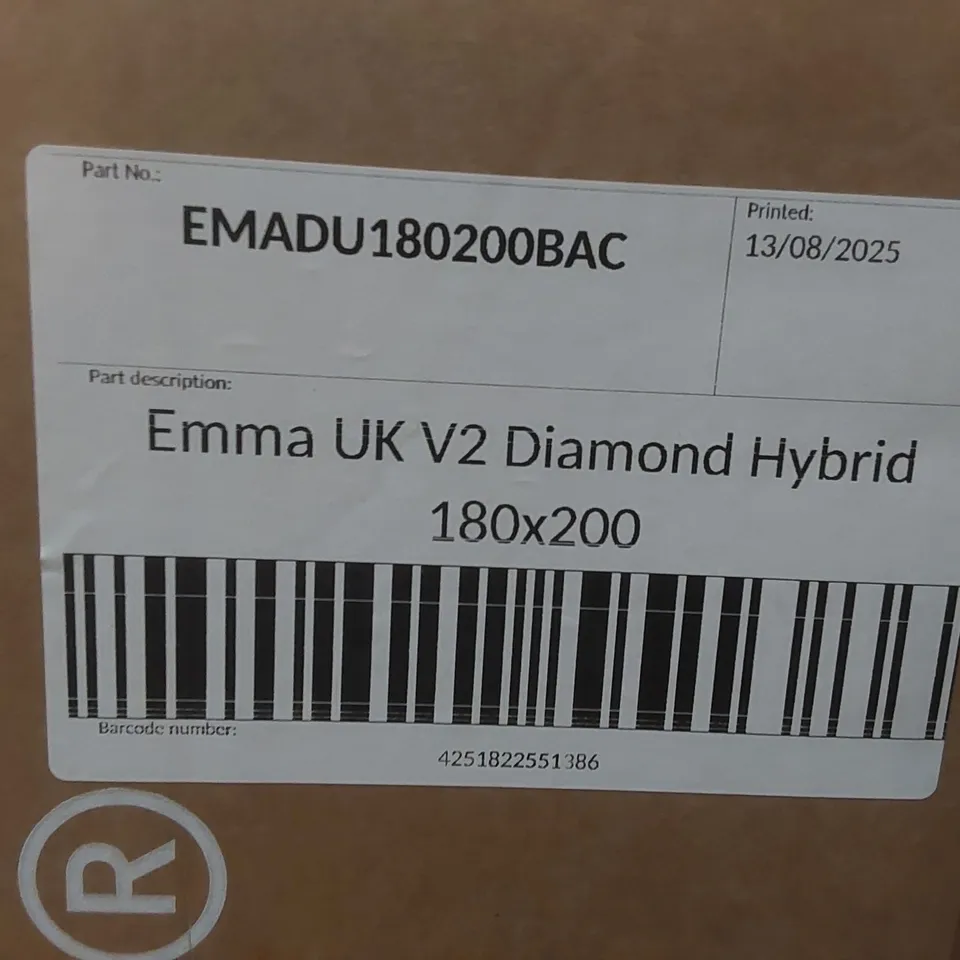 Part No.:
EMADU180200BAC
Printed:
13/08/2025
Part description:
Emma UK V2 Diamond Hybrid
180x200
Barcode number:
4251822551386
®